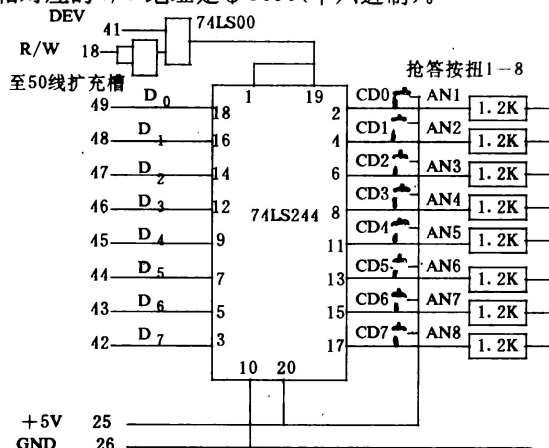 DEV
41
74LS00
R/W 18
至50线扩充槽
抢答按扭1-8
1 19
49 D0 18 2 CD0 AN1 1.2K
48 D1 16 4 CD1 AN2 1.2K
47 D2 14 6 CD2 AN3 1.2K
46 D3 12 8 CD3 AN4 1.2K
74LS244
45 D4 9 11 CD4 AN5 1.2K
44 D5 7 13 CD5 AN6 1.2K
43 D6 5 15 CD6 AN7 1.2K
42 D7 3 17 CD7 AN8 1.2K
10 20
+5V 25
GND 26